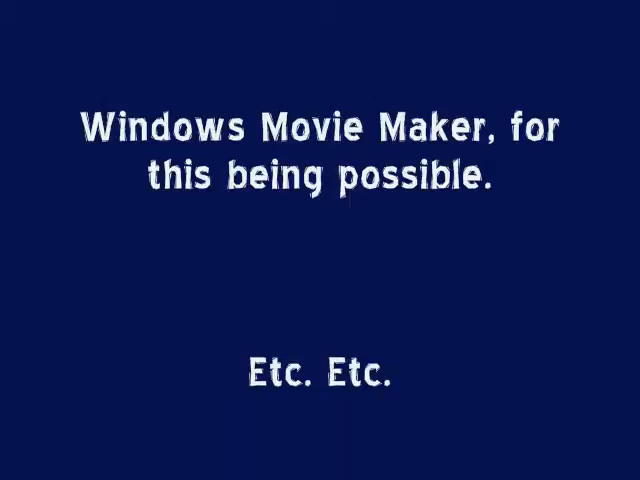 Windows Movie Maker, for
this being possible.
Etc. Etc.